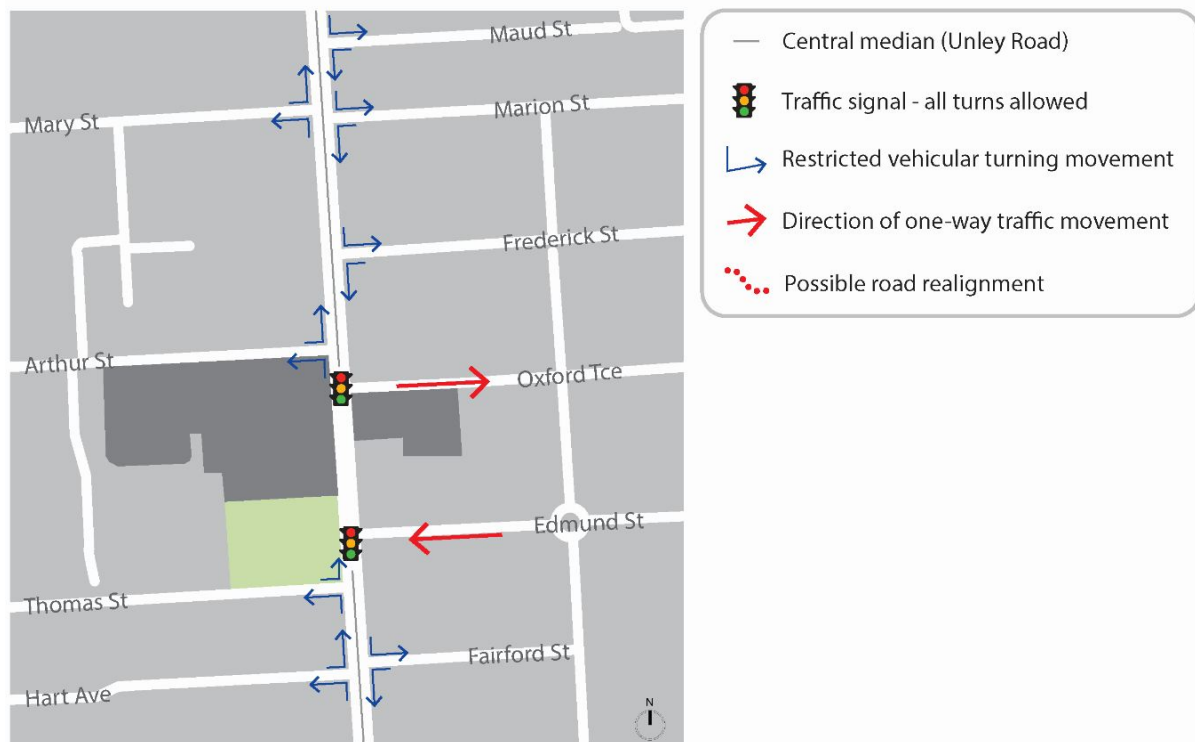 Maud St
Marion St
Mary St
Frederick St
Arthur St
Oxford Tce
Edmund St
Thomas St
Fairford St
Hart Ave
N
Central median (Unley Road)
Traffic signal - all turns allowed
Restricted vehicular turning movement
Direction of one-way traffic movement
Possible road realignment